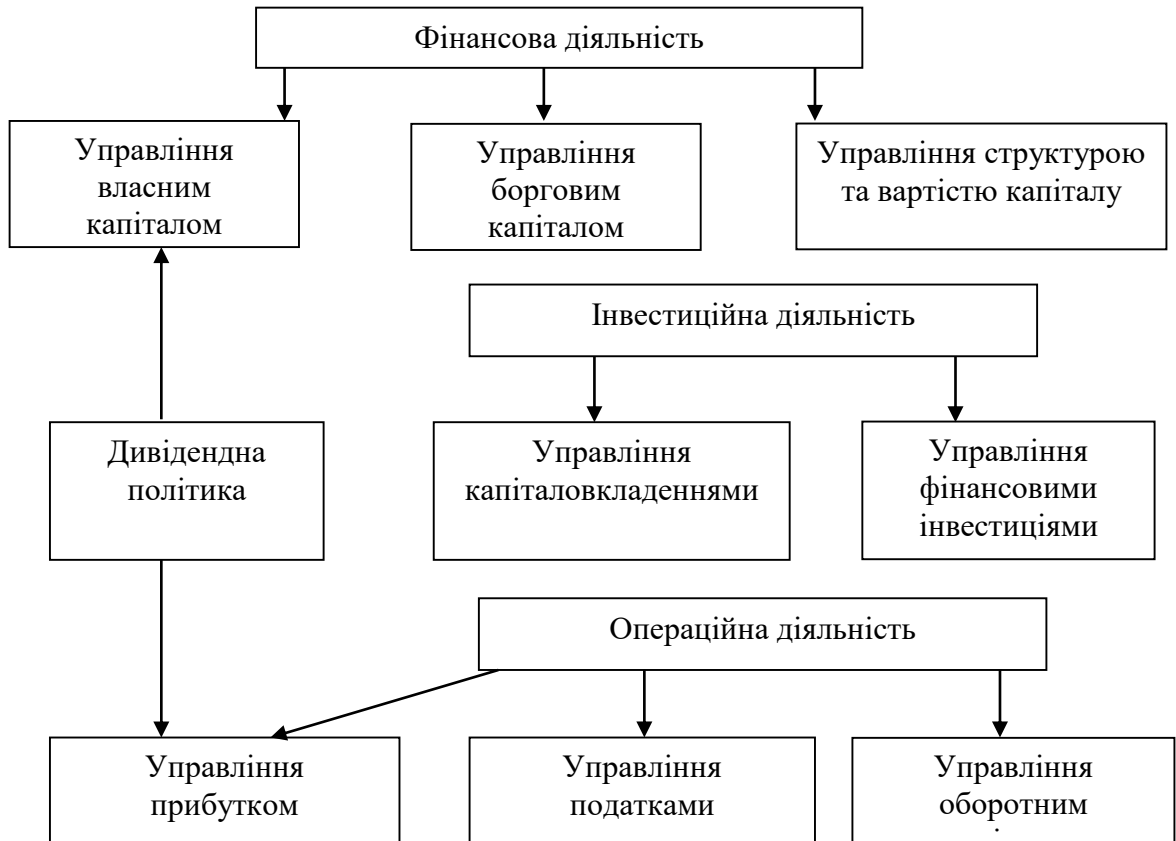 Фінансова діяльність
Управління
власним
капіталом
Управління
борговим
капіталом
Управління структурою
та вартістю капіталу
Інвестиційна діяльність
Дивідендна
політика
Управління
капіталовкладеннями
Управління
фінансовими
інвестиціями
Операційна діяльність
Управління
прибутком
Управління
податками
Управління
оборотним